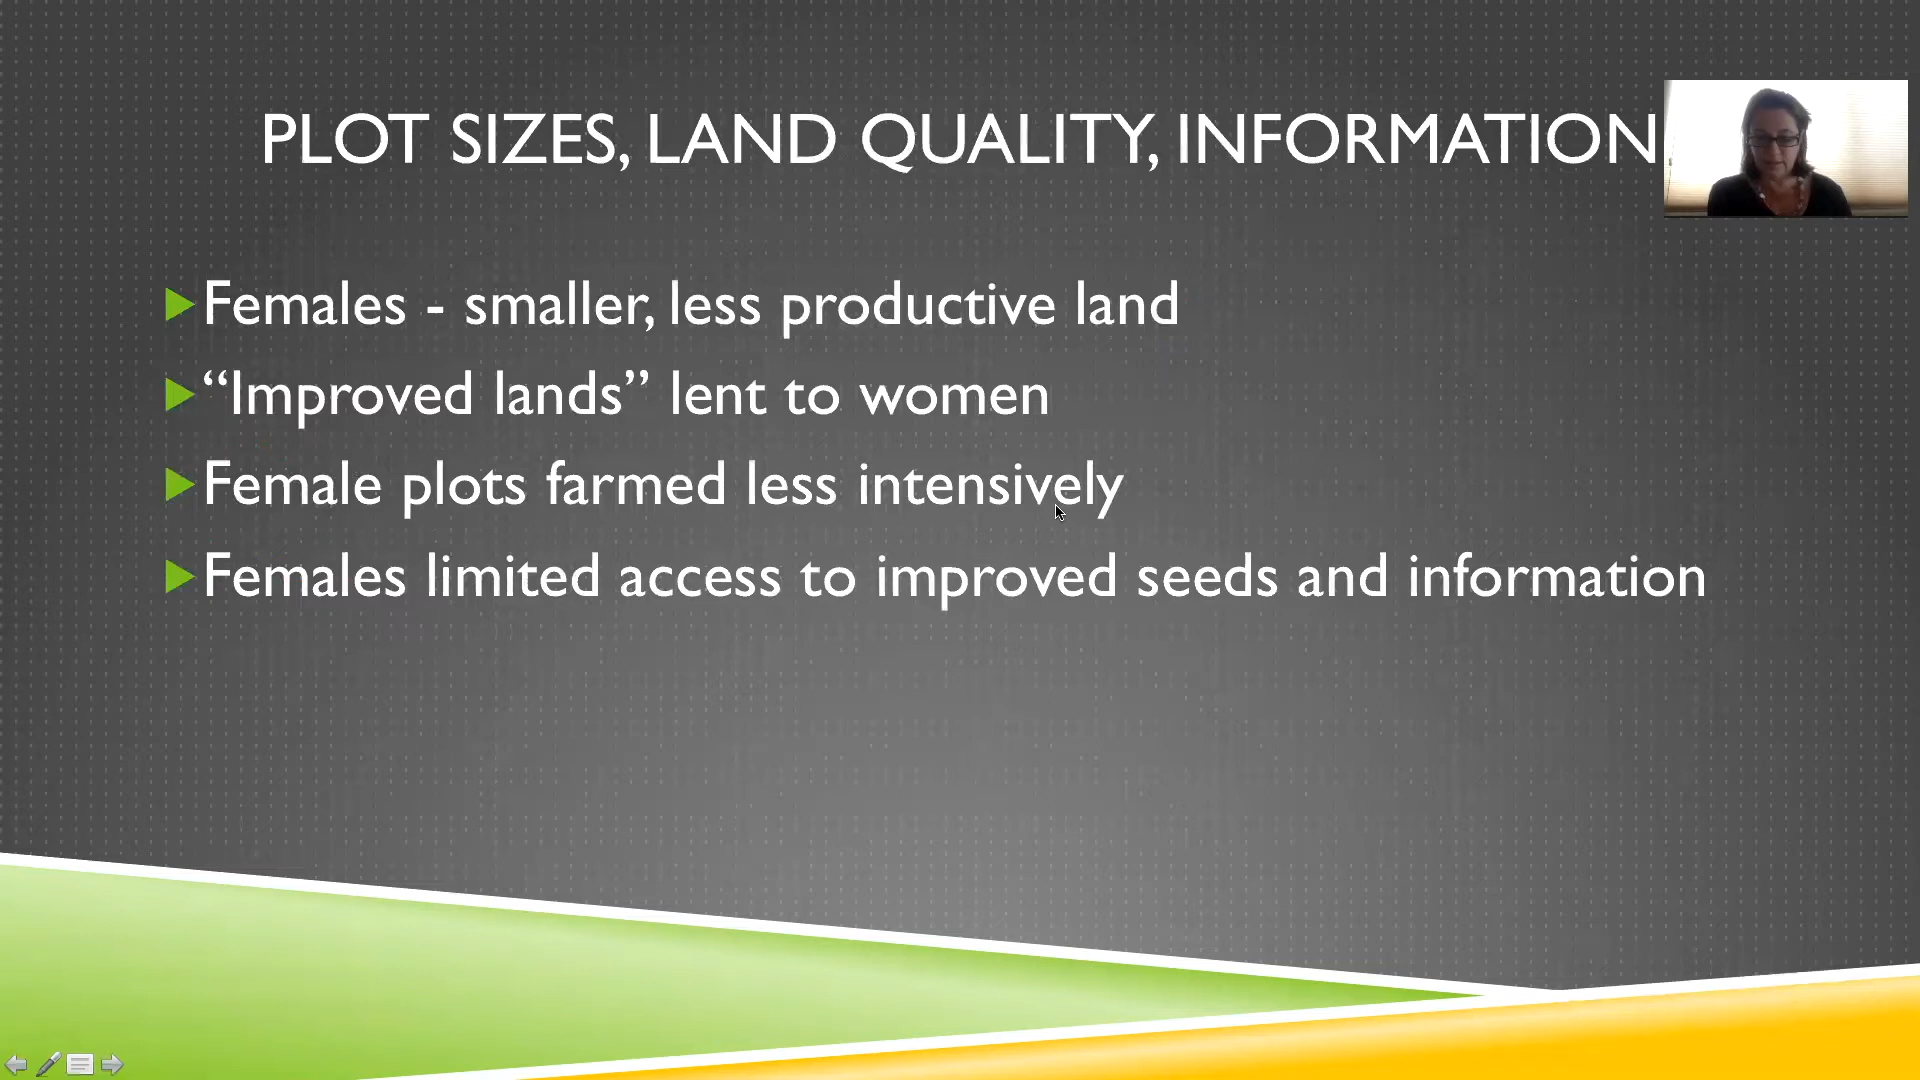 PLOT SIZES, LAND QUALITY, INFORMATION
Females - smaller, less productive land
“Improved lands” lent to women
Female plots farmed less intensively
Females limited access to improved seeds and information